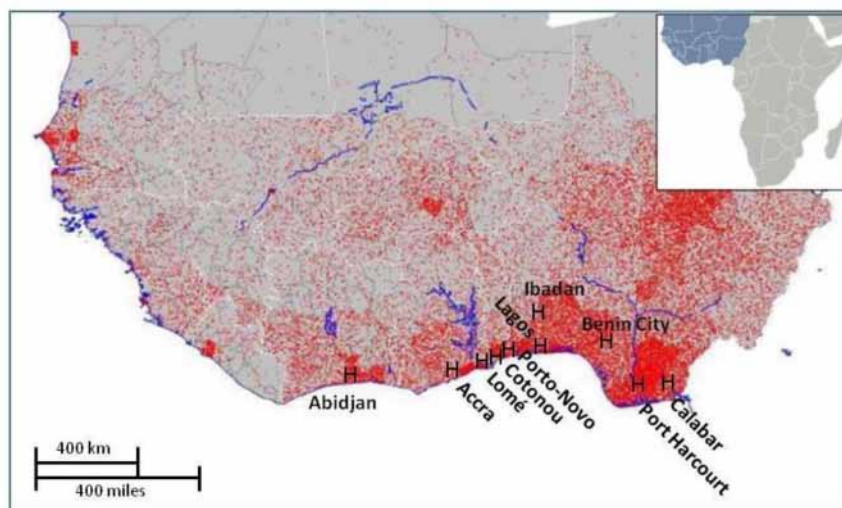 Ibadan
Lagos
Benin City
H
H
H
H
H
H
H
H
H
H
Porto-Novo
Cotonou
Lomé
Accra
Abidjan
Calabar
Port Harcourt
400 km
400 miles